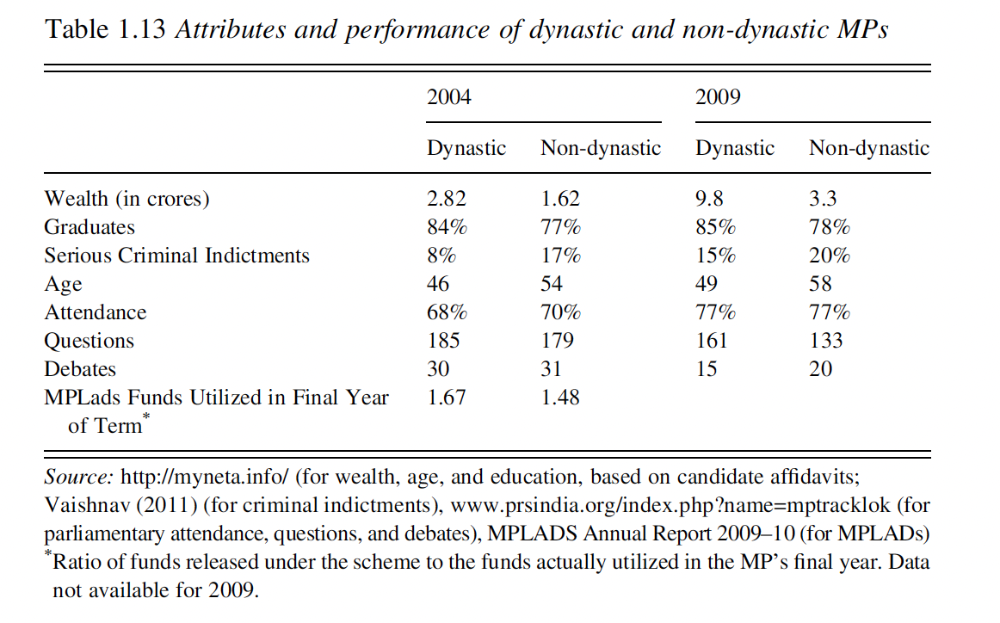 Table 1.13 Attributes and performance of dynastic and non-dynastic MPs
2004 2009
Dynastic Non-dynastic Dynastic Non-dynastic
Wealth (in crores) 2.82 1.62 9.8 3.3
Graduates 84% 77% 85% 78%
Serious Criminal Indictments 8% 17% 15% 20%
Age 46 54 49 58
Attendance 68% 70% 77% 77%
Questions 185 179 161 133
Debates 30 31 15 20
MPLads Funds Utilized in Final Year 1.67 1.48
of Term*
Source: http://myneta.info/ (for wealth, age, and education, based on candidate affidavits;
Vaishnav (2011) (for criminal indictments), www.prsindia.org/index.php?name=mptracklok (for
parliamentary attendance, questions, and debates), MPLADS Annual Report 2009–10 (for MPLADs)
*Ratio of funds released under the scheme to the funds actually utilized in the MP's final year. Data
not available for 2009.